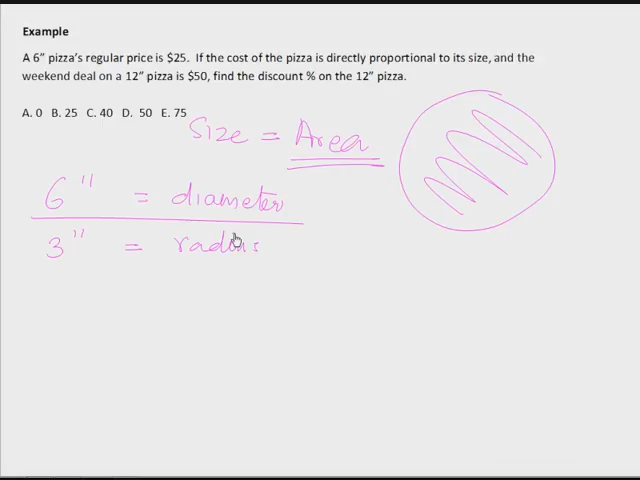 Example
A 6” pizza’s regular price is $25. If the cost of the pizza is directly proportional to its size, and the
weekend deal on a 12” pizza is $50, find the discount % on the 12” pizza.
A. 0 B. 25 C. 40 D. 50 E. 75
Size = Area
6" = diameter
3" = radius